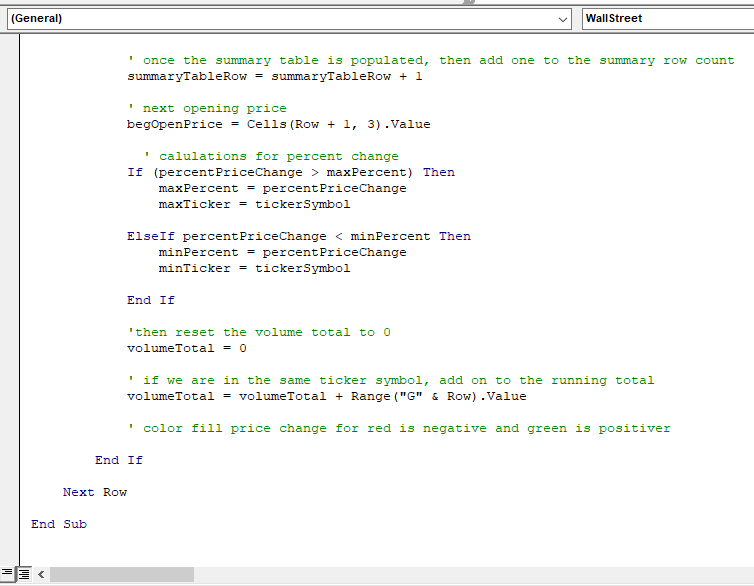 (General)
WallStreet
' once the summary table is populated, then add one to the summary row count
summaryTableRow = summaryTableRow + 1
' next opening price
begOpenPrice = Cells(Row + 1, 3).Value
' calulations for percent change
If (percentPriceChange > maxPercent) Then
maxPercent = percentPriceChange
maxTicker = tickerSymbol
ElseIf percentPriceChange < minPercent Then
minPercent = percentPriceChange
minTicker = tickerSymbol
End If
'then reset the volume total to 0
volumeTotal = 0
' if we are in the same ticker symbol, add on to the running total
volumeTotal = volumeTotal + Range("G" & Row).Value
' color fill price change for red is negative and green is positiver
End If
Next Row
End Sub